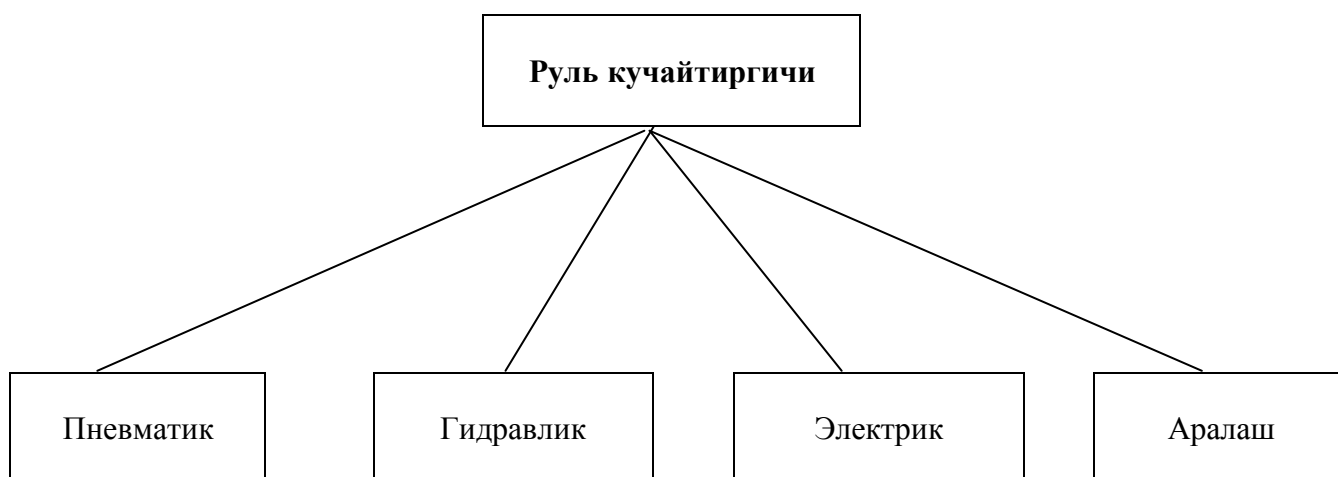 Руль кучайтиргичи
Пневматик
Гидравлик
Электрик
Аралаш